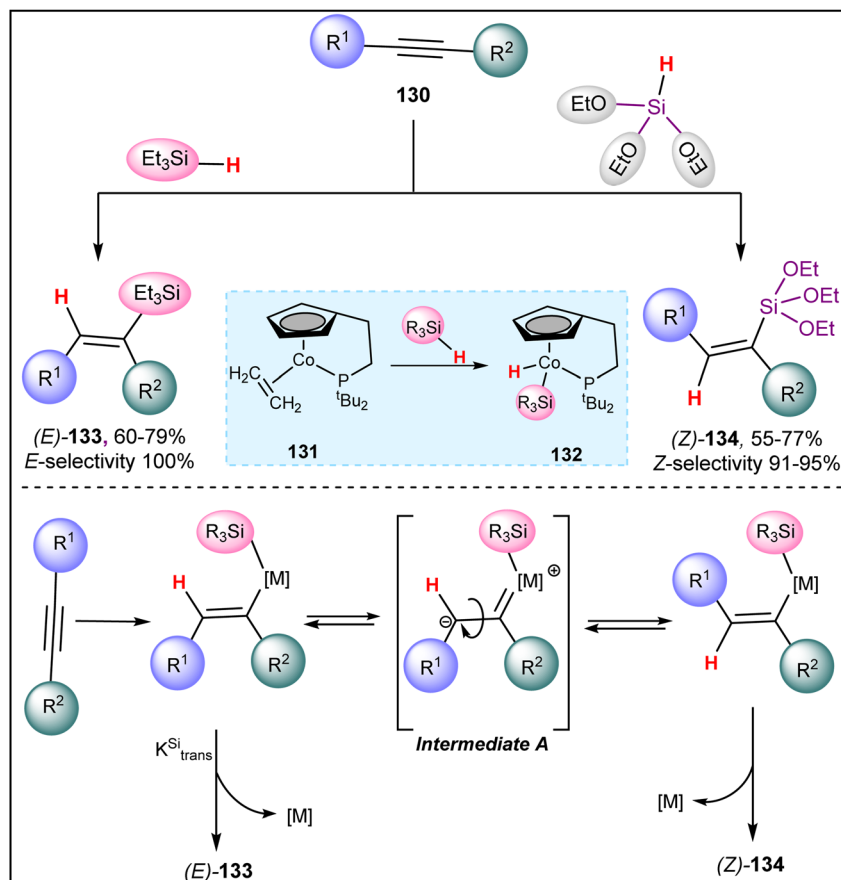 R¹
R²
130
H
EtO
Si
EtO
EtO
Et₃Si
H
H
Et₃Si
R¹
R²
(E)-133, 60-79%
E-selectivity 100%
Co
H₂C
CH₂
P
ᵗBu₂
131
R₃Si
H
H
Co
R₃Si
P
ᵗBu₂
132
OEt
Si
OEt
OEt
R¹
H
R²
(Z)-134, 55-77%
Z-selectivity 91-95%
R¹
R²
R₃Si
[M]
H
R¹
R²
R₃Si
[M]
⊕
H
⊖
R¹
R²
Intermediate A
R₃Si
[M]
R¹
H
R²
K^Si_trans
[M]
(E)-133
[M]
(Z)-134